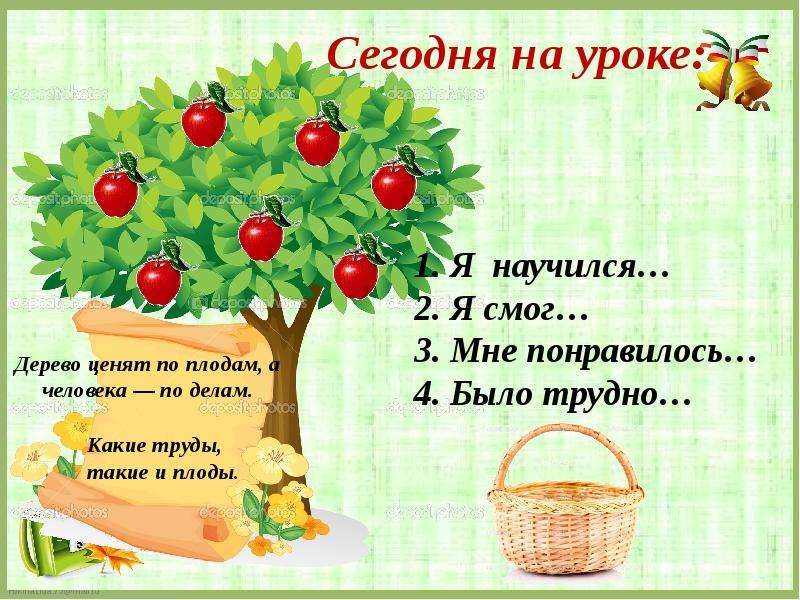 Сегодня на уроке:
1. Я научился…
2. Я смог…
3. Мне понравилось…
4. Было трудно…
Дерево ценят по плодам, а
человека — по делам.
Какие труды,
такие и плоды.
depositphotos